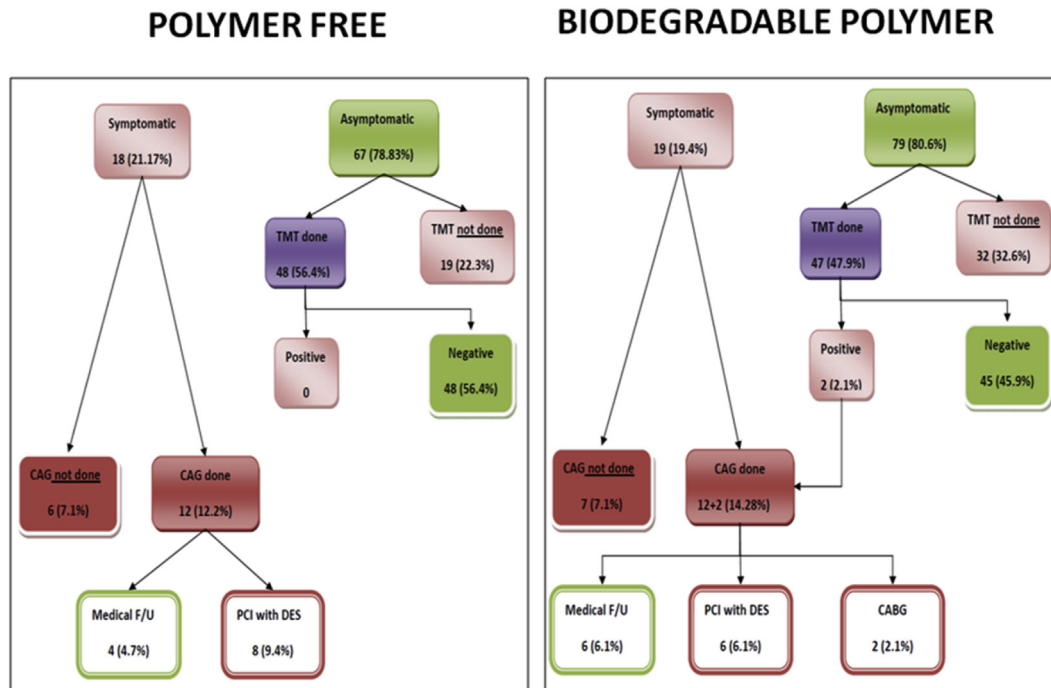 POLYMER FREE
Symptomatic
18 (21.17%)
Asymptomatic
67 (78.83%)
TMT done
48 (56.4%)
TMT not done
19 (22.3%)
Positive
0
Negative
48 (56.4%)
CAG not done
6 (7.1%)
CAG done
12 (12.2%)
Medical F/U
4 (4.7%)
PCI with DES
8 (9.4%)
BIODEGRADABLE POLYMER
Symptomatic
19 (19.4%)
Asymptomatic
79 (80.6%)
TMT done
47 (47.9%)
TMT not done
32 (32.6%)
Positive
2 (2.1%)
Negative
45 (45.9%)
CAG not done
7 (7.1%)
CAG done
12+2 (14.28%)
Medical F/U
6 (6.1%)
PCI with DES
6 (6.1%)
CABG
2 (2.1%)